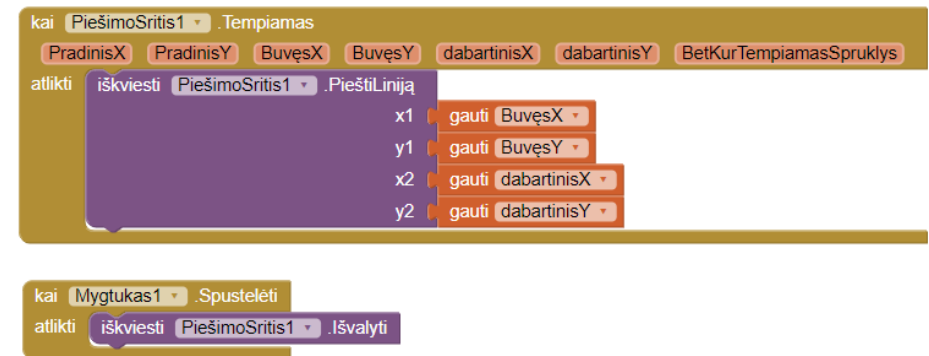 kai PiešimoSritis1 .Tempiamas
PradinisX PradinisY BuvęsX BuvęsY dabartinisX dabartinisY BetKurTempiamasSpruklys
atlikti iškviesti PiešimoSritis1 .PieštiLiniją
x1 gauti BuvęsX
y1 gauti BuvęsY
x2 gauti dabartinisX
y2 gauti dabartinisY
kai Mygtukas1 .Spustelėti
atlikti iškviesti PiešimoSritis1 .Išvalyti